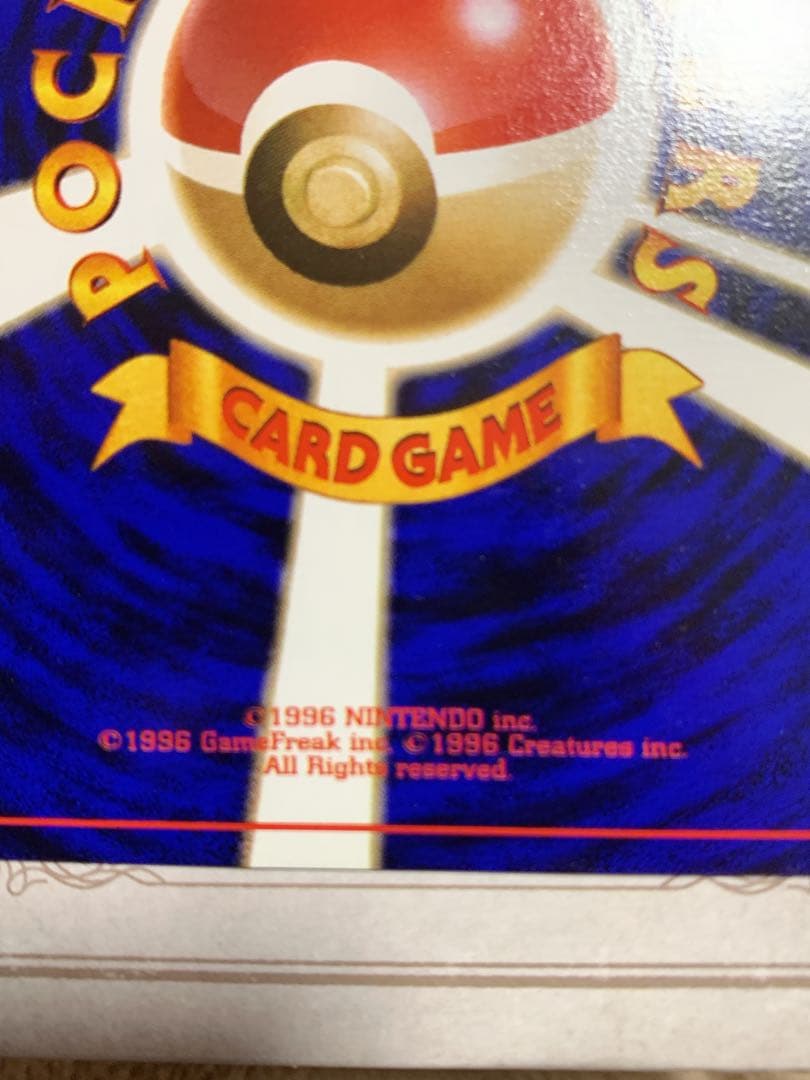 POC
RS
CARD GAME
©1996 NINTENDO inc.
©1996 GameFreak inc. ©1996 Creatures inc.
All Rights reserved.